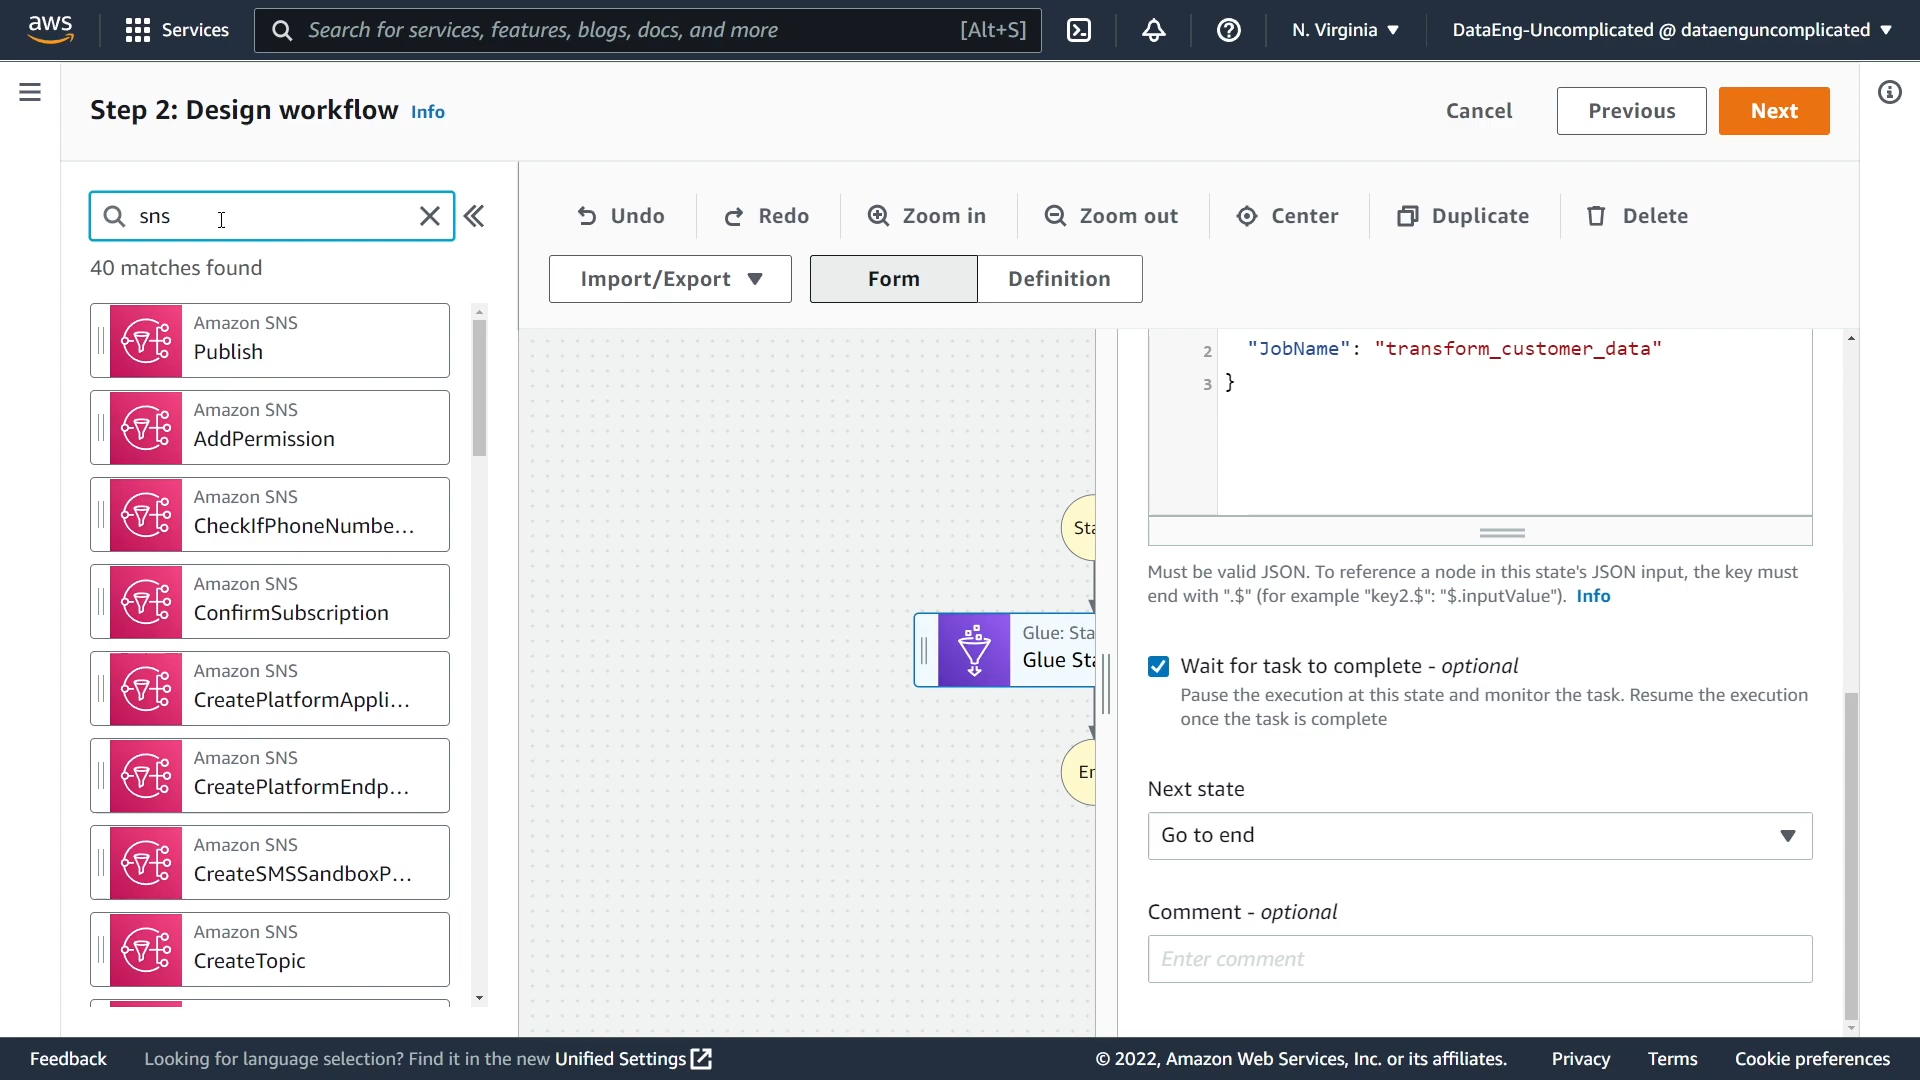 aws
Services
Search for services, features, blogs, docs, and more
[Alt+S]
N. Virginia
DataEng-Uncomplicated @ dataenguncomplicated
Step 2: Design workflow
Info
Cancel
Previous
Next
sns
40 matches found
Amazon SNS
Publish
Amazon SNS
AddPermission
Amazon SNS
CheckIfPhoneNumbe...
Amazon SNS
ConfirmSubscription
Amazon SNS
CreatePlatformAppli...
Amazon SNS
CreatePlatformEndp...
Amazon SNS
CreateSMSSandboxP...
Amazon SNS
CreateTopic
Undo
Redo
Zoom in
Zoom out
Center
Duplicate
Delete
Import/Export
Form
Definition
Sta
Glue: Sta
Glue Sta
En
2 "JobName": "transform_customer_data"
3 }
Must be valid JSON. To reference a node in this state's JSON input, the key must
end with ".$" (for example "key2.$": "$.inputValue"). Info
Wait for task to complete - optional
Pause the execution at this state and monitor the task. Resume the execution
once the task is complete
Next state
Go to end
Comment - optional
Enter comment
Feedback
Looking for language selection? Find it in the new Unified Settings
© 2022, Amazon Web Services, Inc. or its affiliates.
Privacy
Terms
Cookie preferences